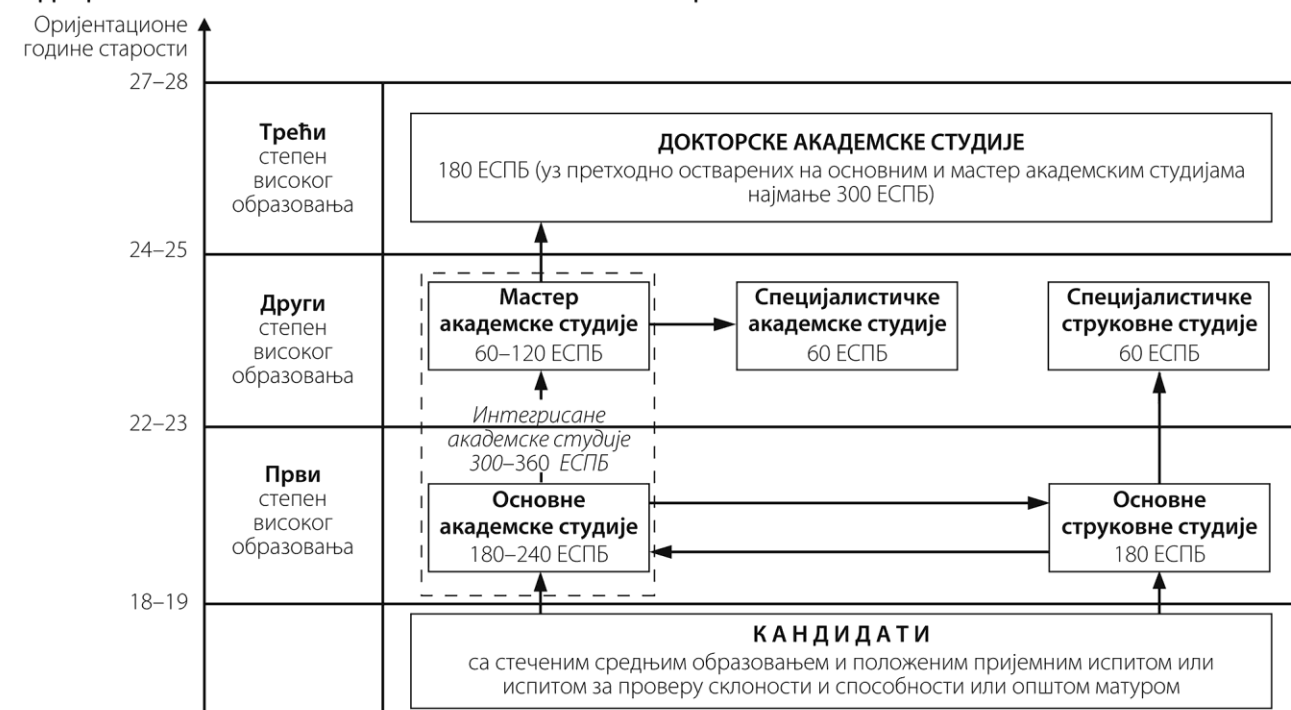 Оријентационе
године старости
27–28
Трећи
степен
високог
образовања
ДОКТОРСКЕ АКАДЕМСКЕ СТУДИЈЕ
180 ЕСПБ (уз претходно остварених на основним и мастер академским студијама
најмање 300 ЕСПБ)
24–25
Други
степен
високог
образовања
Мастер
академске студије
60–120 ЕСПБ
Специјалистичке
академске студије
60 ЕСПБ
Специјалистичке
струковне студије
60 ЕСПБ
22–23
Интегрисане
академске студије
300–360 ЕСПБ
Први
степен
високог
образовања
Основне
академске студије
180–240 ЕСПБ
Основне
струковне студије
180 ЕСПБ
18–19
КАНДИДАТИ
са стеченим средњим образовањем и положеним пријемним испитом или
испитом за проверу склоности и способности или општом матуром